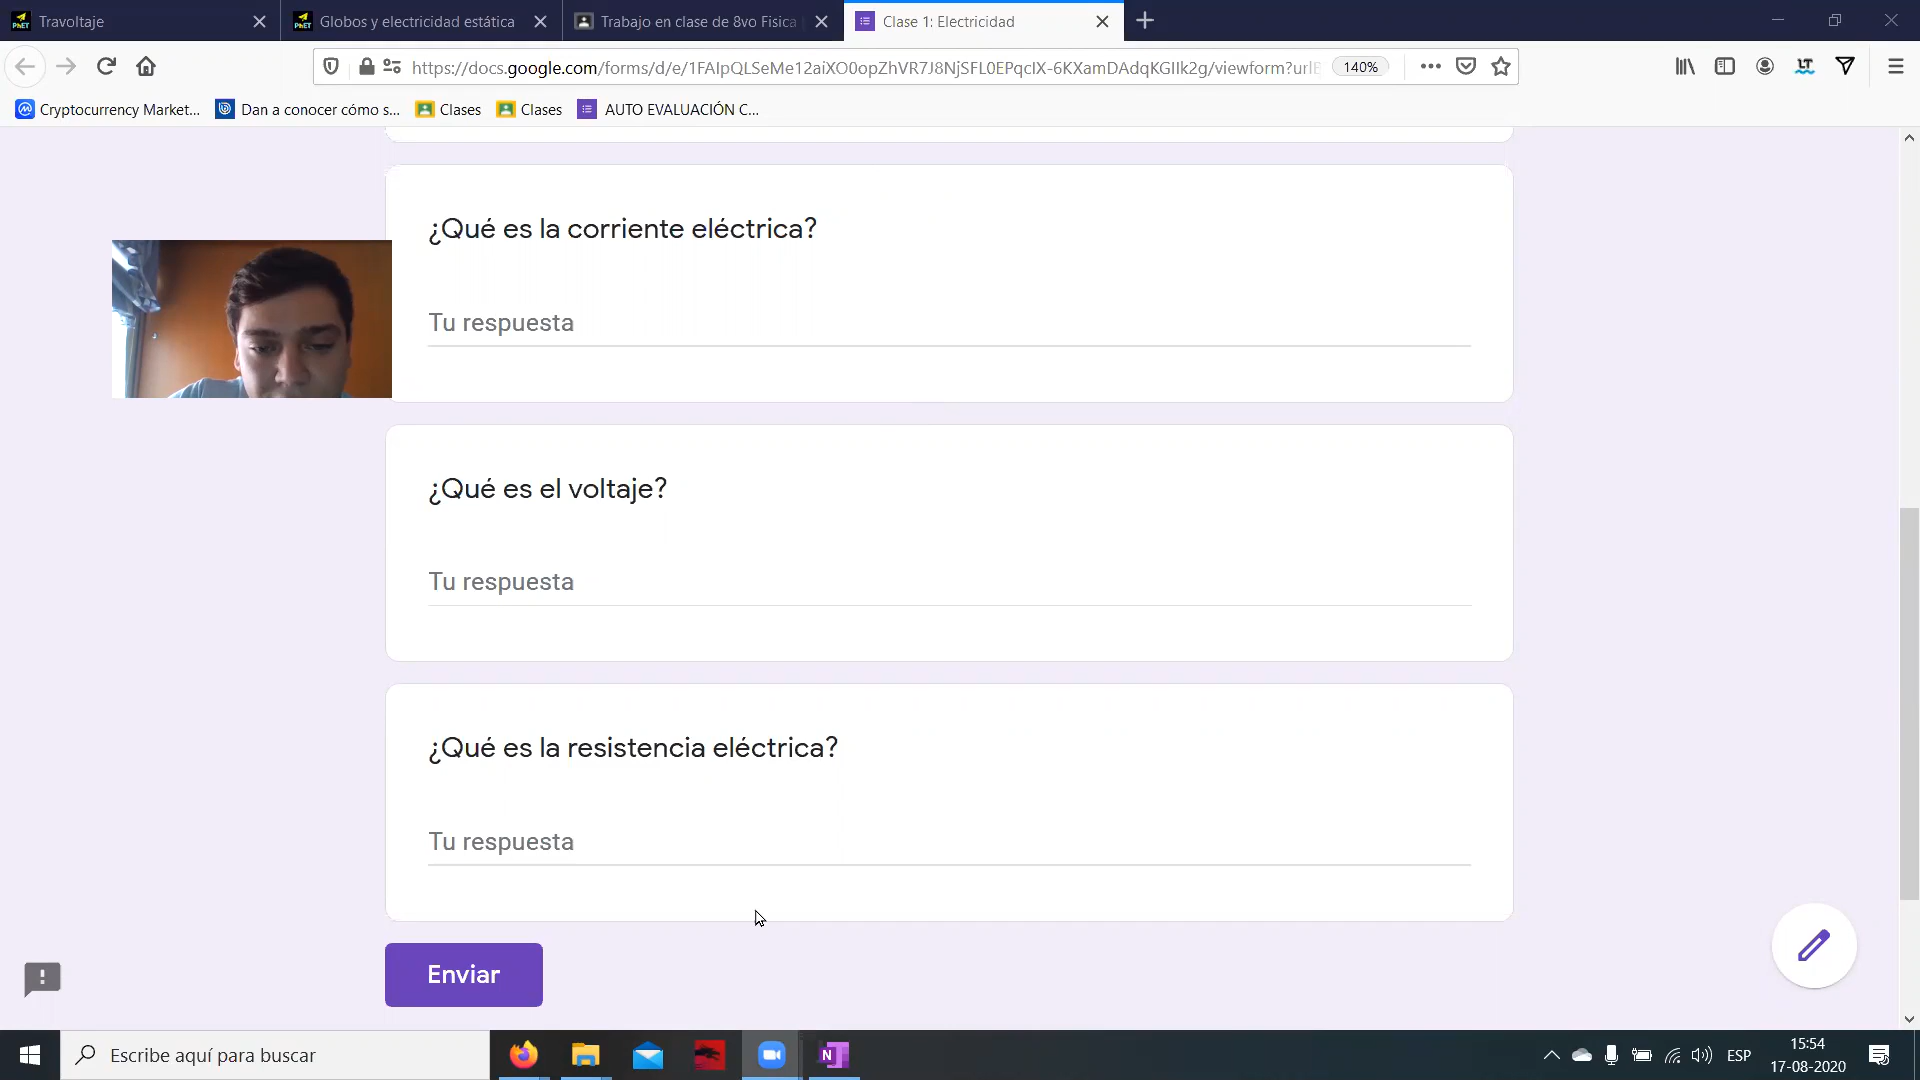 Travoltaje
Globos y electricidad estática
Trabajo en clase de 8vo Fisica
Clase 1: Electricidad
https://docs.google.com/forms/d/e/1FAIpQLSeMe12aiXO0opZhVR7J8NjSFL0EPqcIX-6KXamDAdqKGIIk2g/viewform?urlE
140%
Cryptocurrency Market...
Dan a conocer cómo s...
Clases
Clases
AUTO EVALUACIÓN C...
¿Qué es la corriente eléctrica?
Tu respuesta
¿Qué es el voltaje?
Tu respuesta
¿Qué es la resistencia eléctrica?
Tu respuesta
Enviar
Escribe aquí para buscar
ESP
15:54
17-08-2020